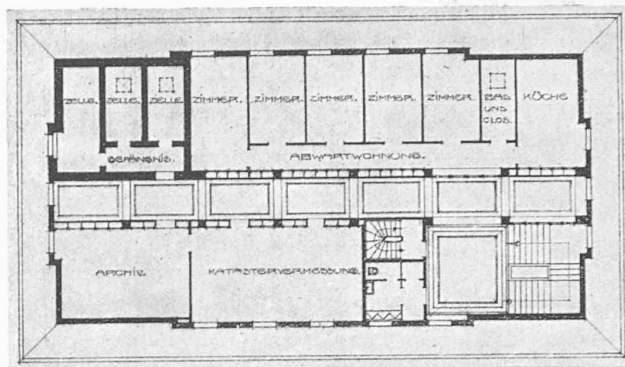 ZELLE.
ZELLE.
ZELLE.
ZIMMER.
ZIMMER.
ZIMMER.
ZIMMER.
ZIMMER.
BAD
UND
CLOS.
KÜCHE
GEFÄNGNIS.
ABWARTWOHNUNG.
ARCHIV.
KATASTERVERMESSUNG.